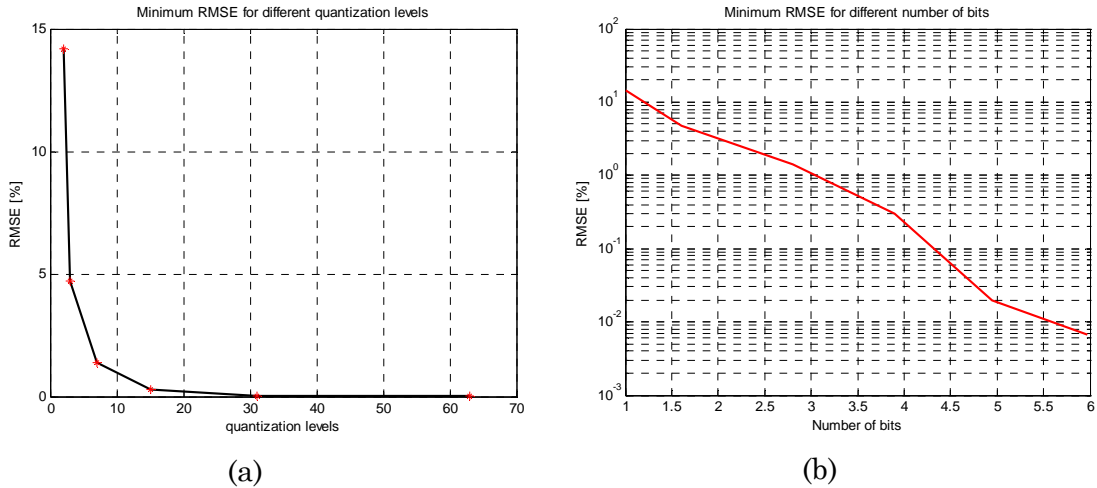 Minimum RMSE for different quantization levels
15
10
5
0
RMSE [%]
0 10 20 30 40 50 60 70
quantization levels
(a)
Minimum RMSE for different number of bits
10^2
10^1
10^0
10^-1
10^-2
10^-3
RMSE [%]
1 1.5 2 2.5 3 3.5 4 4.5 5 5.5 6
Number of bits
(b)